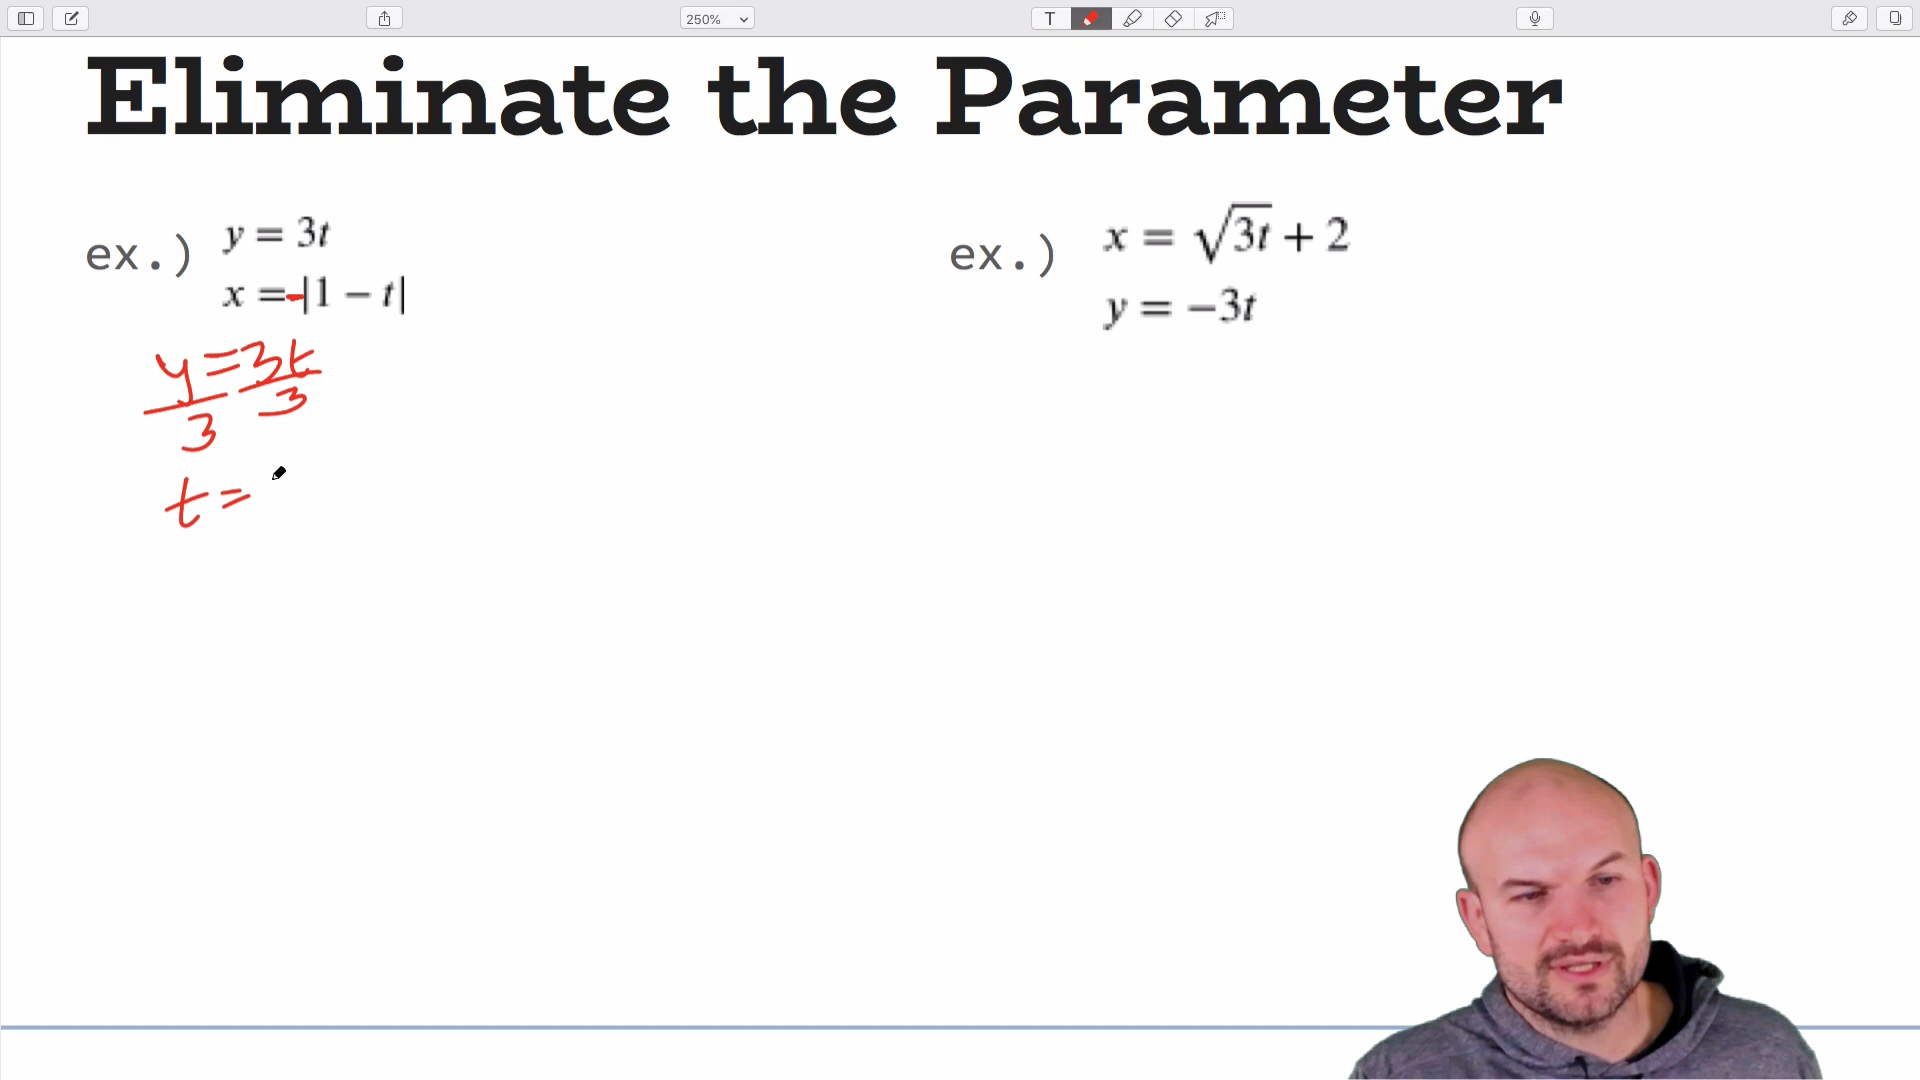 250%
T
Eliminate the Parameter
ex.) y = 3t
x = -|1 − t|
y = 3t
3 3
t =
ex.) x = √3t + 2
y = −3t